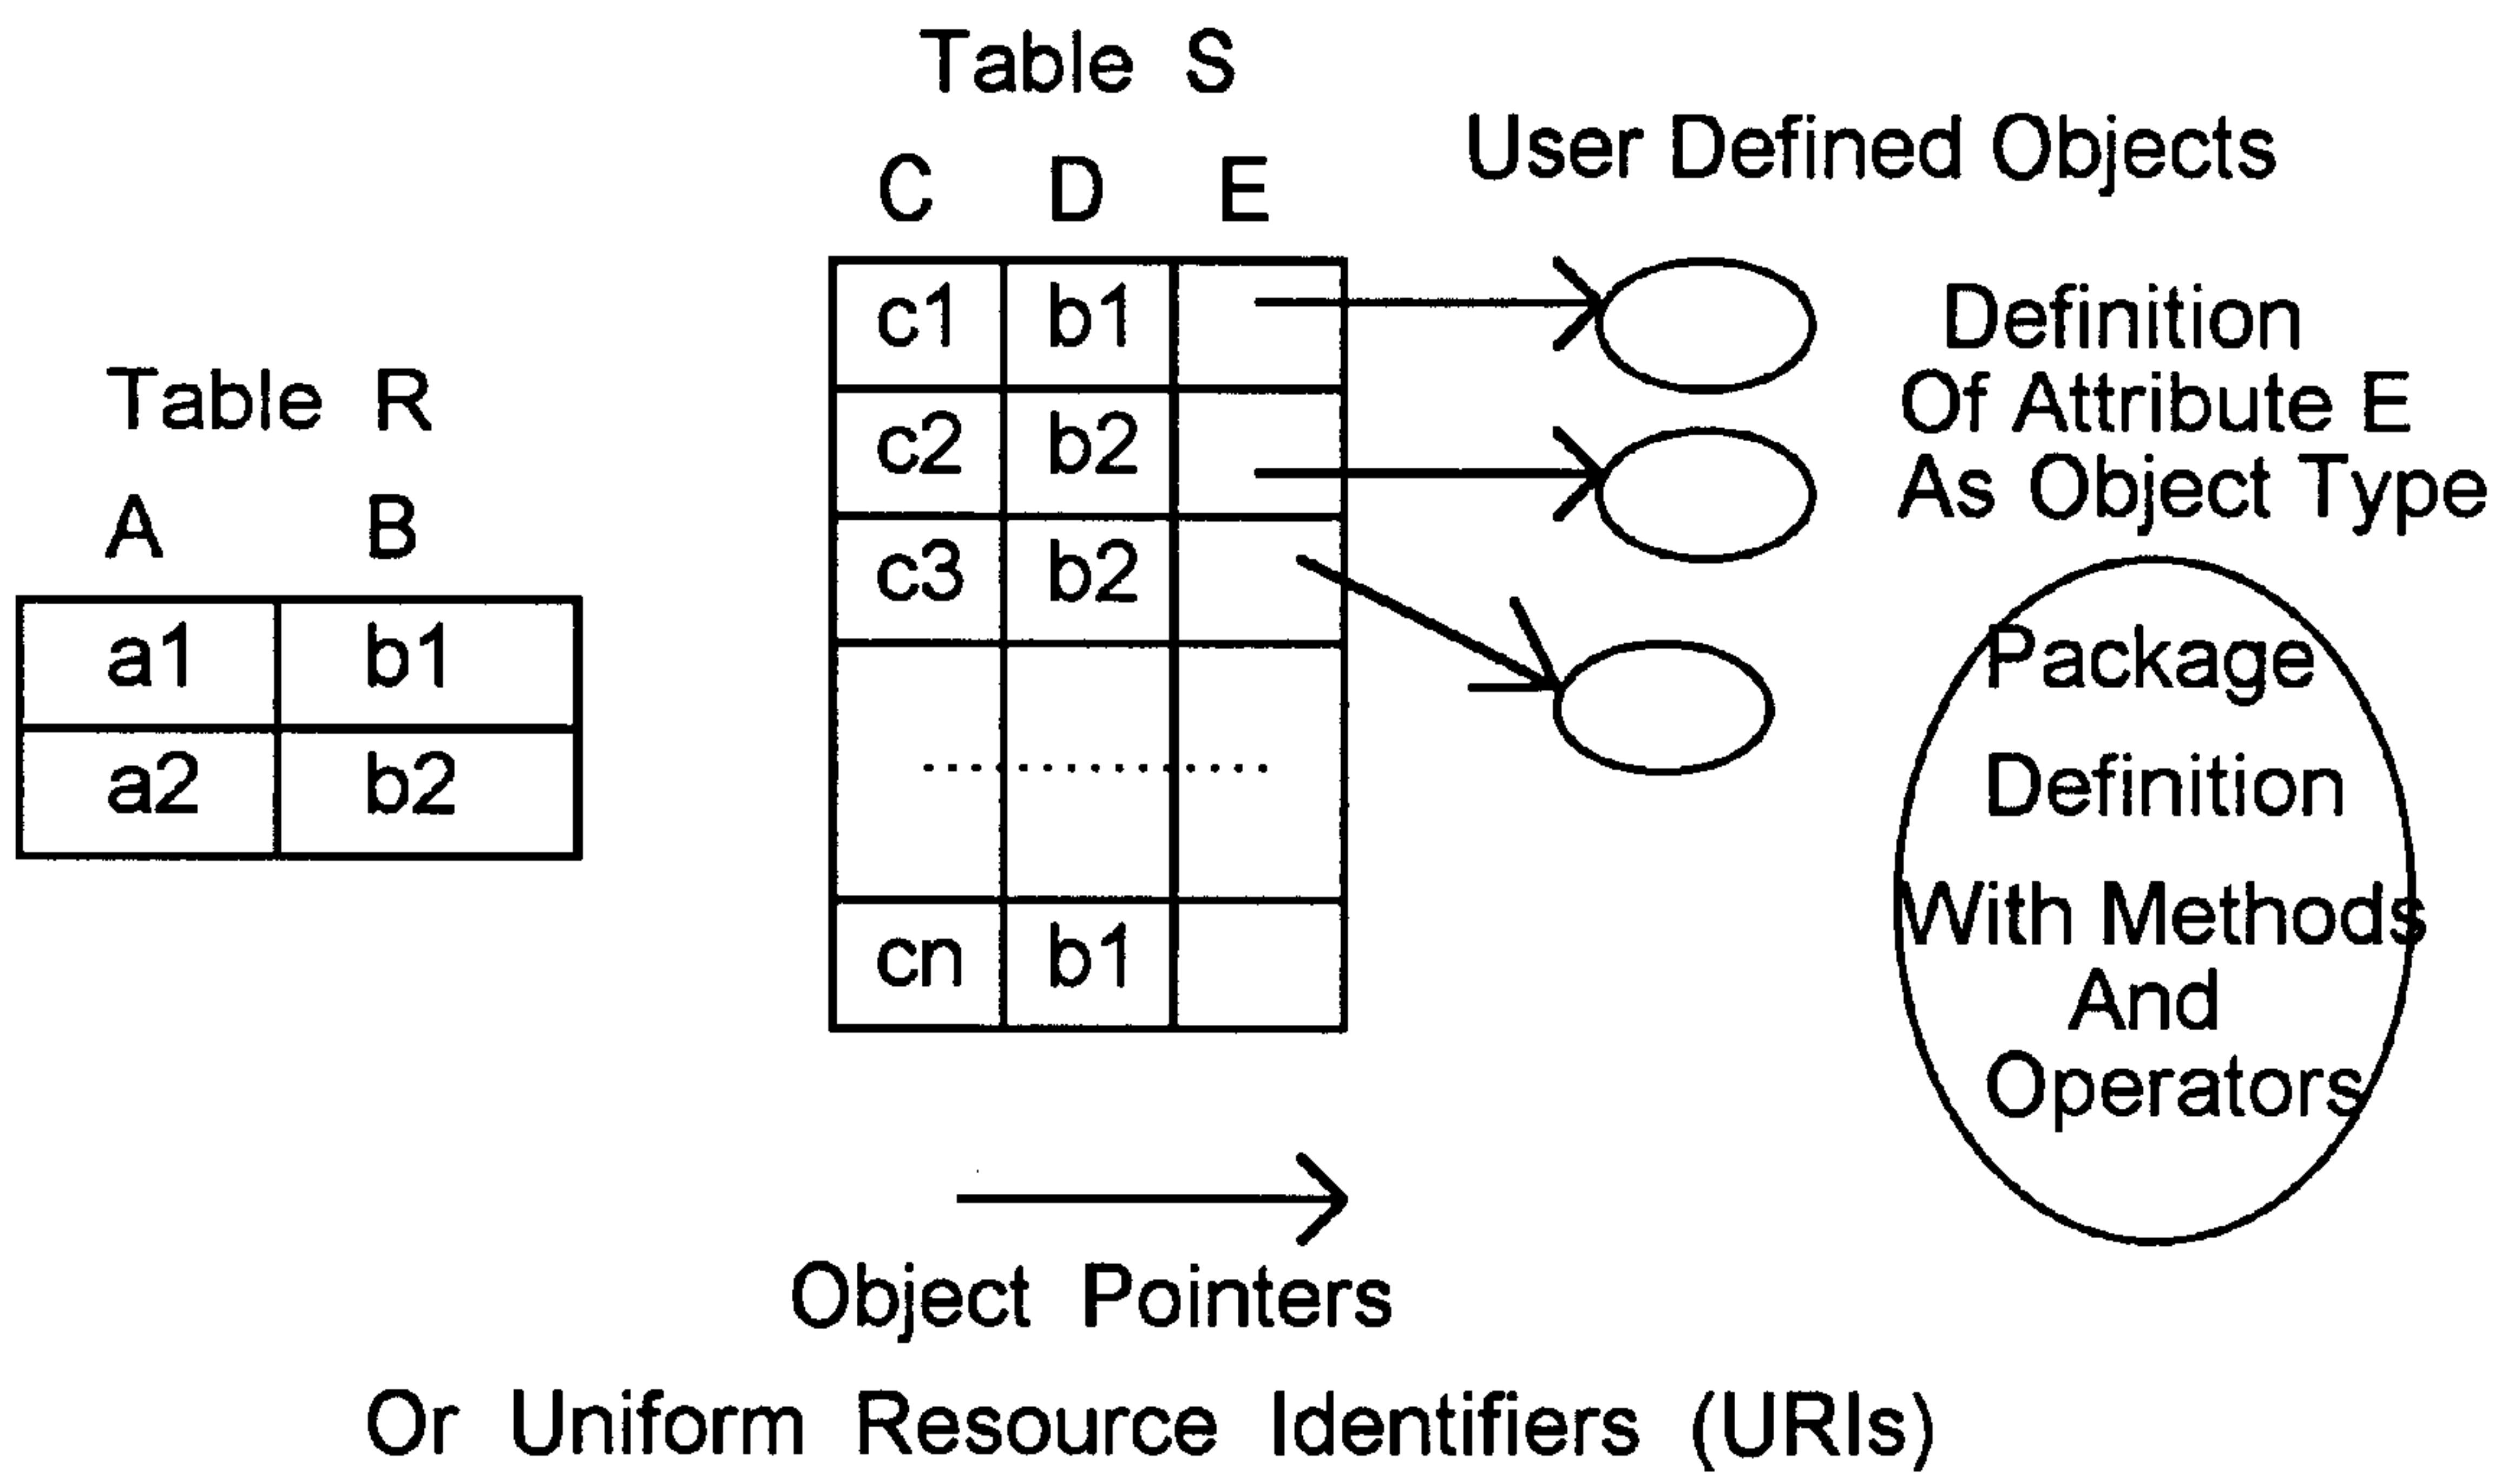 Table S
User Defined Objects
C D E
c1 b1
c2 b2
c3 b2
............... 
cn b1
Table R
A B
a1 b1
a2 b2
Definition
Of Attribute E
As Object Type
Package
Definition
With Methods
And
Operators
Object Pointers
Or Uniform Resource Identifiers (URIs)